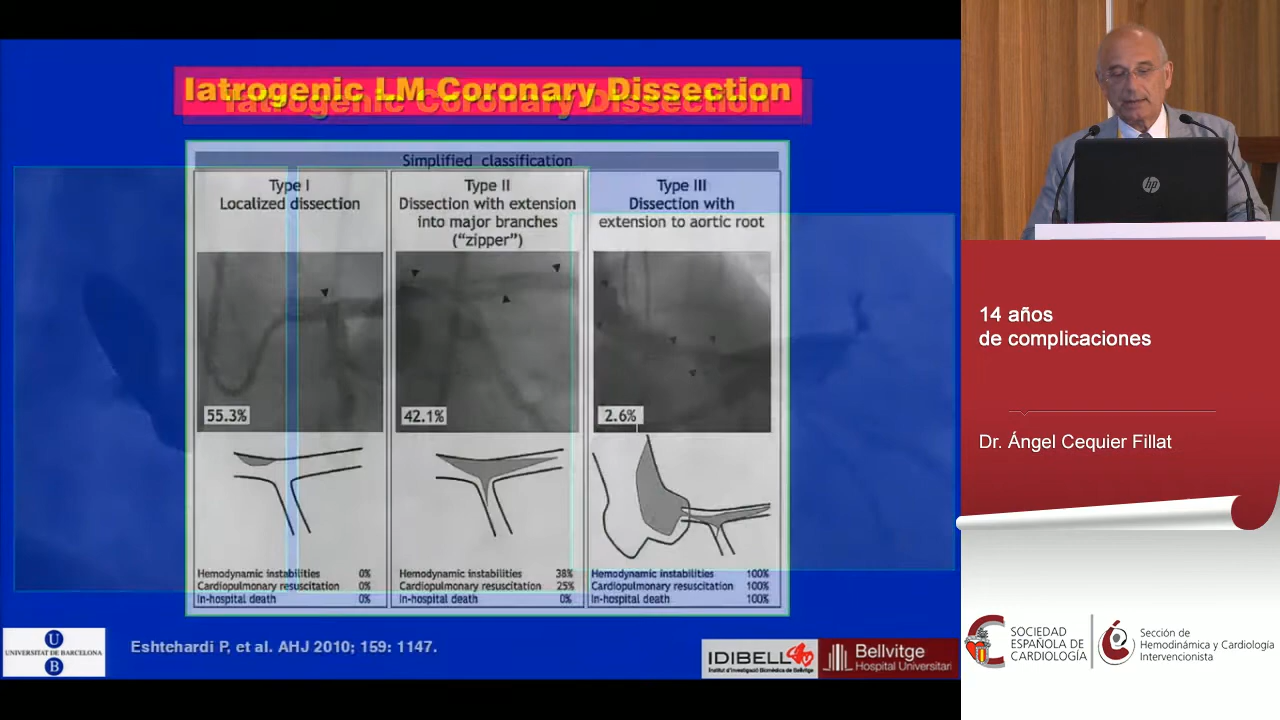 Iatrogenic LM Coronary Dissection
Iatrogenic Coronary Dissection
Simplified classification
Type I
Localized dissection
55.3%
Hemodynamic instabilities 0%
Cardiopulmonary resuscitation 0%
In-hospital death 0%
Type II
Dissection with extension
into major branches
("zipper")
42.1%
Hemodynamic instabilities 38%
Cardiopulmonary resuscitation 25%
In-hospital death 0%
Type III
Dissection with
extension to aortic root
2.6%
Hemodynamic instabilities 100%
Cardiopulmonary resuscitation 100%
In-hospital death 100%
U
UNIVERSITAT DE BARCELONA
B
Eshtehardi P, et al. AHJ 2010; 159: 1147.
IDIBELL
Institut d'Investigació Biomèdica de Bellvitge
Bellvitge
Hospital Universitari
hp
14 años
de complicaciones
Dr. Ángel Cequier Fillat
SOCIEDAD
ESPAÑOLA DE
CARDIOLOGÍA
Sección de
Hemodinámica y Cardiología
Intervencionista